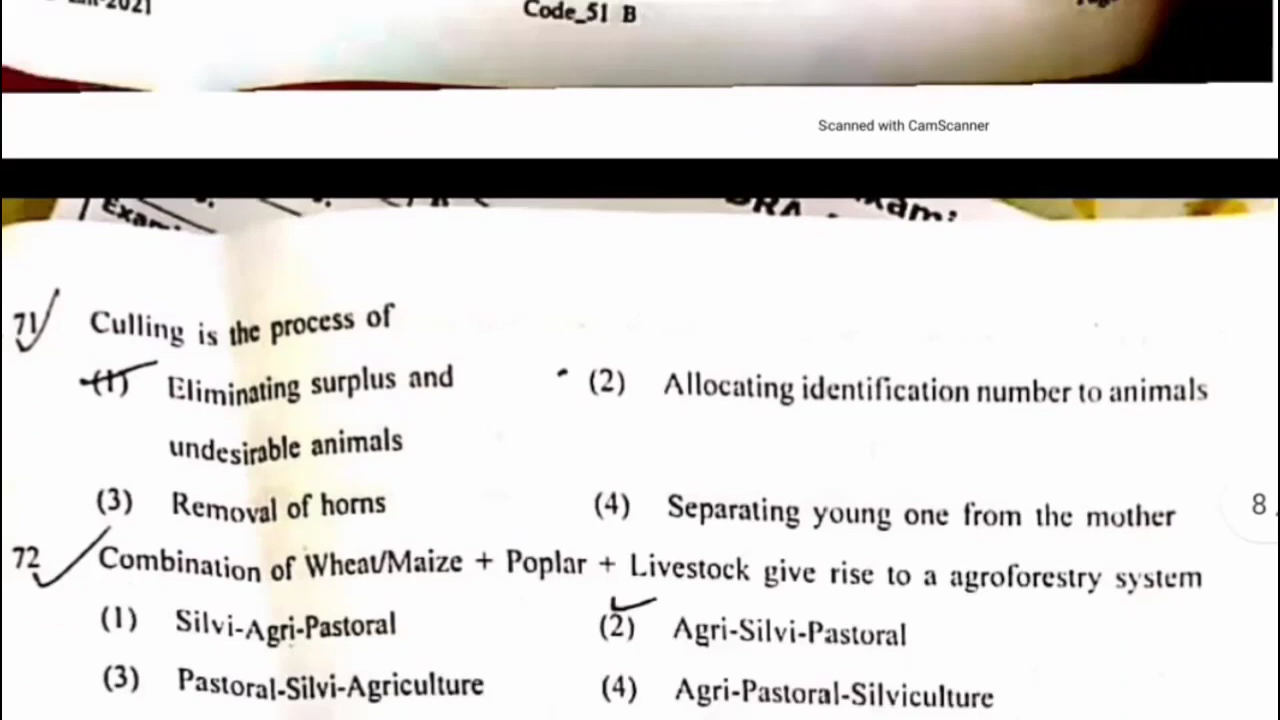 2021
Code_51 B
Scanned with CamScanner
Exam:
71 Culling is the process of
(1) Eliminating surplus and
undesirable animals
(2) Allocating identification number to animals
(3) Removal of horns
(4) Separating young one from the mother
8
72 Combination of Wheat/Maize + Poplar + Livestock give rise to a agroforestry system
(1) Silvi-Agri-Pastoral
(2) Agri-Silvi-Pastoral
(3) Pastoral-Silvi-Agriculture
(4) Agri-Pastoral-Silviculture